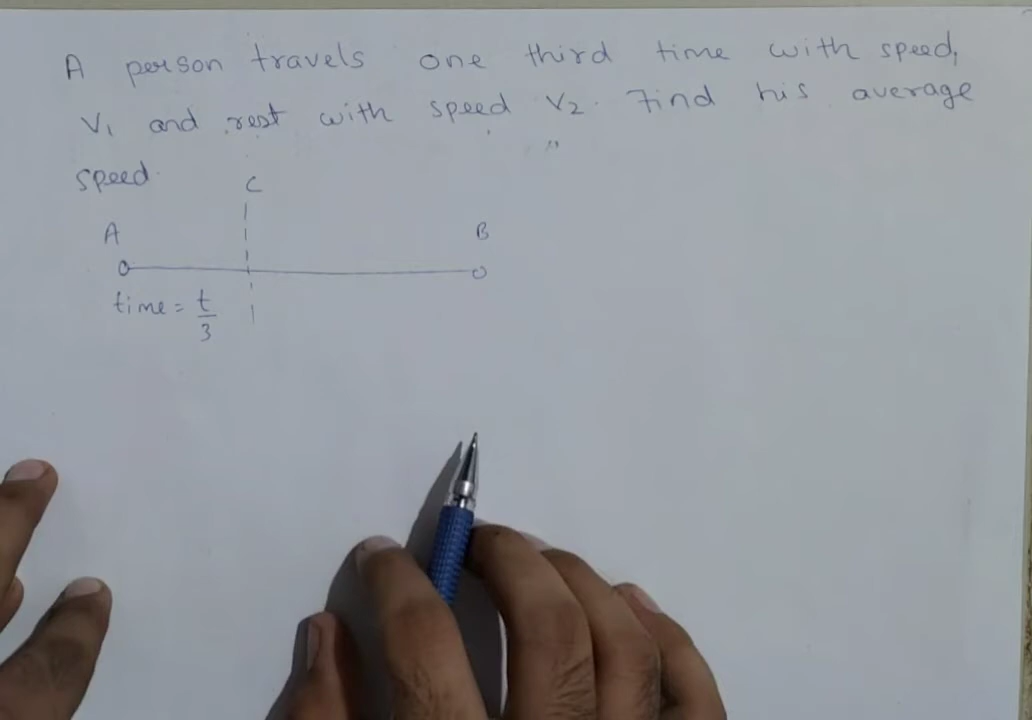 A person travels one third time with speed,
V₁ and rest with speed V₂. Find his average
speed.
C
A B
time = t/3